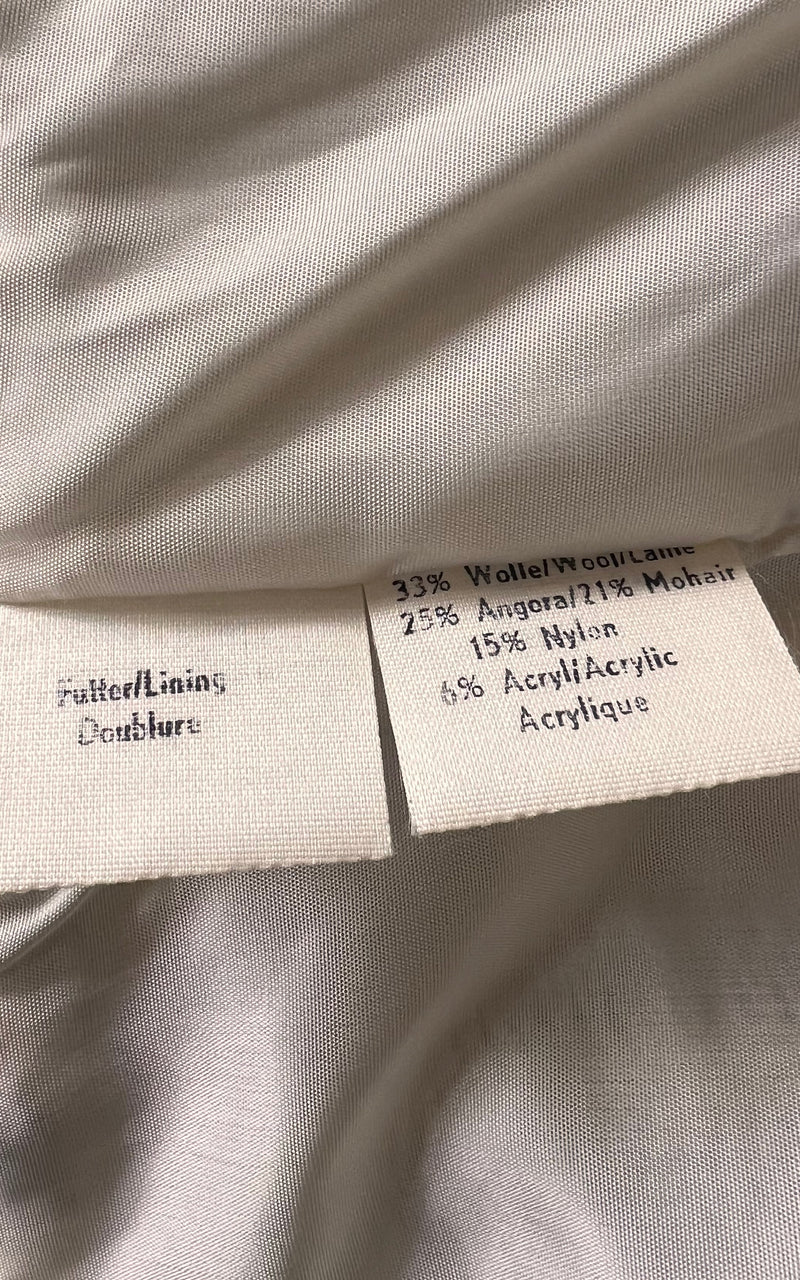 Futter/Lining
Doublure
33% Wolle/Wool/Laine
25% Angora/21% Mohair
15% Nylon
6% Acryl/Acrylic
Acrylique